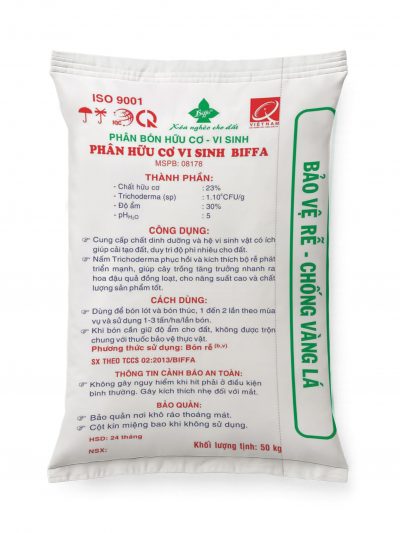 ISO 9001
Biffa
Xóa nghèo cho đất
VIỆT NAM
PHÂN BÓN HỮU CƠ - VI SINH
PHÂN HỮU CƠ VI SINH BIFFA
MSPB: 08178
THÀNH PHẦN:
- Chất hữu cơ : 23%
- Trichoderma (sp) : 1.10⁶CFU/g
- Độ ẩm : 30%
- pHH₂O : 5
CÔNG DỤNG:
Cung cấp chất dinh dưỡng và hệ vi sinh vật có ích
giúp cải tạo đất, duy trì độ phì nhiêu cho đất.
Nấm Trichoderma phục hồi và kích thích bộ rễ phát
triển mạnh, giúp cây trồng tăng trưởng nhanh ra
hoa đậu quả đồng loạt, cho năng suất cao và chất
lượng sản phẩm tốt.
CÁCH DÙNG:
Dùng để bón lót và bón thúc, 1 đến 2 lần theo mùa
vụ và sử dụng 1-3 tấn/ha/lần bón.
Khi bón cần giữ độ ẩm cho đất, không được trộn
chung với thuốc bảo vệ thực vật.
Phương thức sử dụng: Bón rễ (b,v)
SX THEO TCCS 02:2013/BIFFA
THÔNG TIN CẢNH BÁO AN TOÀN:
Không gây nguy hiểm khi hít phải ở điều kiện
bình thường. Gây kích thích nhẹ đối với mắt.
BẢO QUẢN:
Bảo quản nơi khô ráo thoáng mát.
Cột kín miệng bao khi không sử dụng.
HSD: 24 tháng
NSX:
Khối lượng tịnh: 50 kg
BẢO VỆ RỄ - CHỐNG VÀNG LÁ